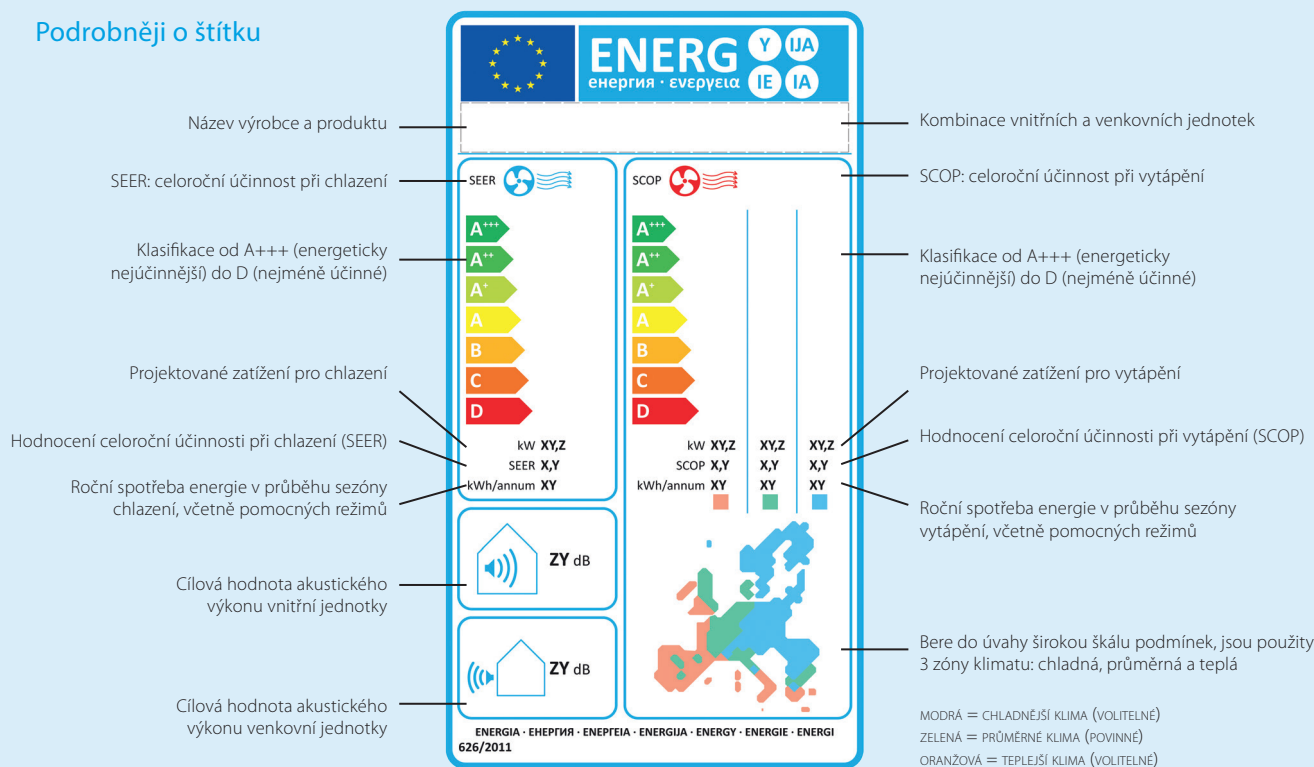 Podrobněji o štítku
ENERG
енергия · ενεργεια
Y
IJA
IE
IA
Název výrobce a produktu
Kombinace vnitřních a venkovních jednotek
SEER: celoroční účinnost při chlazení
SEER
SCOP
SCOP: celoroční účinnost při vytápění
Klasifikace od A+++ (energeticky
nejúčinnější) do D (nejméně účinné)
A+++
A++
A+
A
B
C
D
A+++
A++
A+
A
B
C
D
Klasifikace od A+++ (energeticky
nejúčinnější) do D (nejméně účinné)
Projektované zatížení pro chlazení
Hodnocení celoroční účinnosti při chlazení (SEER)
Roční spotřeba energie v průběhu sezóny
chlazení, včetně pomocných režimů
kW XY,Z
SEER X,Y
kWh/annum XY
kW XY,Z XY,Z XY,Z
SCOP X,Y X,Y X,Y
kWh/annum XY XY XY
Projektované zatížení pro vytápění
Hodnocení celoroční účinnosti při vytápění (SCOP)
Roční spotřeba energie v průběhu sezóny
vytápění, včetně pomocných režimů
ZY dB
Cílová hodnota akustického
výkonu vnitřní jednotky
ZY dB
Cílová hodnota akustického
výkonu venkovní jednotky
Bere do úvahy širokou škálu podmínek, jsou použity
3 zóny klimatu: chladná, průměrná a teplá
MODRÁ = CHLADNĚJŠÍ KLIMA (VOLITELNÉ)
ZELENÁ = PRŮMĚRNÉ KLIMA (POVINNÉ)
ORANŽOVÁ = TEPLEJŠÍ KLIMA (VOLITELNÉ)
ENERGIA · ЕНЕРГИЯ · ΕΝΕΡΓΕΙΑ · ENERGIJA · ENERGY · ENERGIE · ENERGI
626/2011